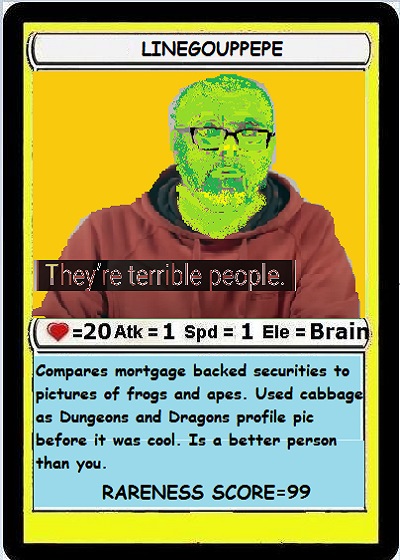 LINEGOUPPEPE
They're terrible people.
=20 Atk = 1 Spd = 1 Ele = Brain
Compares mortgage backed securities to
pictures of frogs and apes. Used cabbage
as Dungeons and Dragons profile pic
before it was cool. Is a better person
than you.
RARENESS SCORE=99